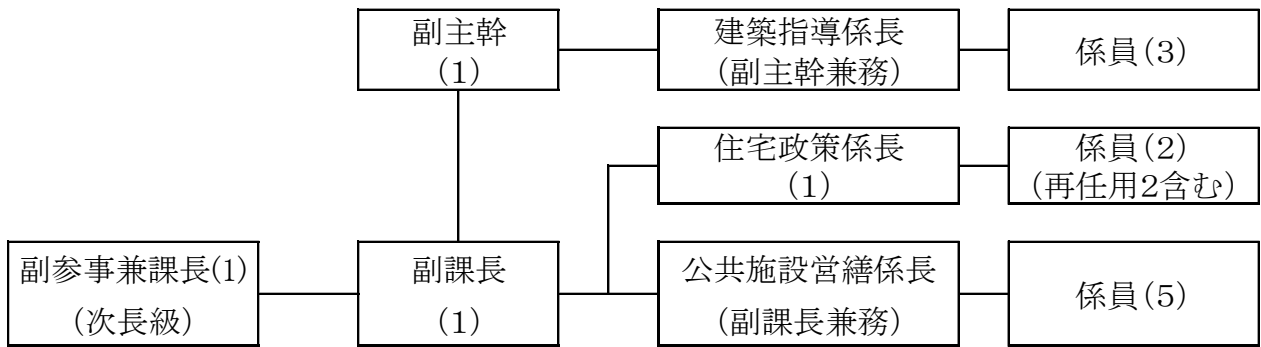 副主幹
(1)
建築指導係長
(副主幹兼務)
係員(3)
住宅政策係長
(1)
係員(2)
(再任用2含む)
副参事兼課長(1)
(次長級)
副課長
(1)
公共施設営繕係長
(副課長兼務)
係員(5)